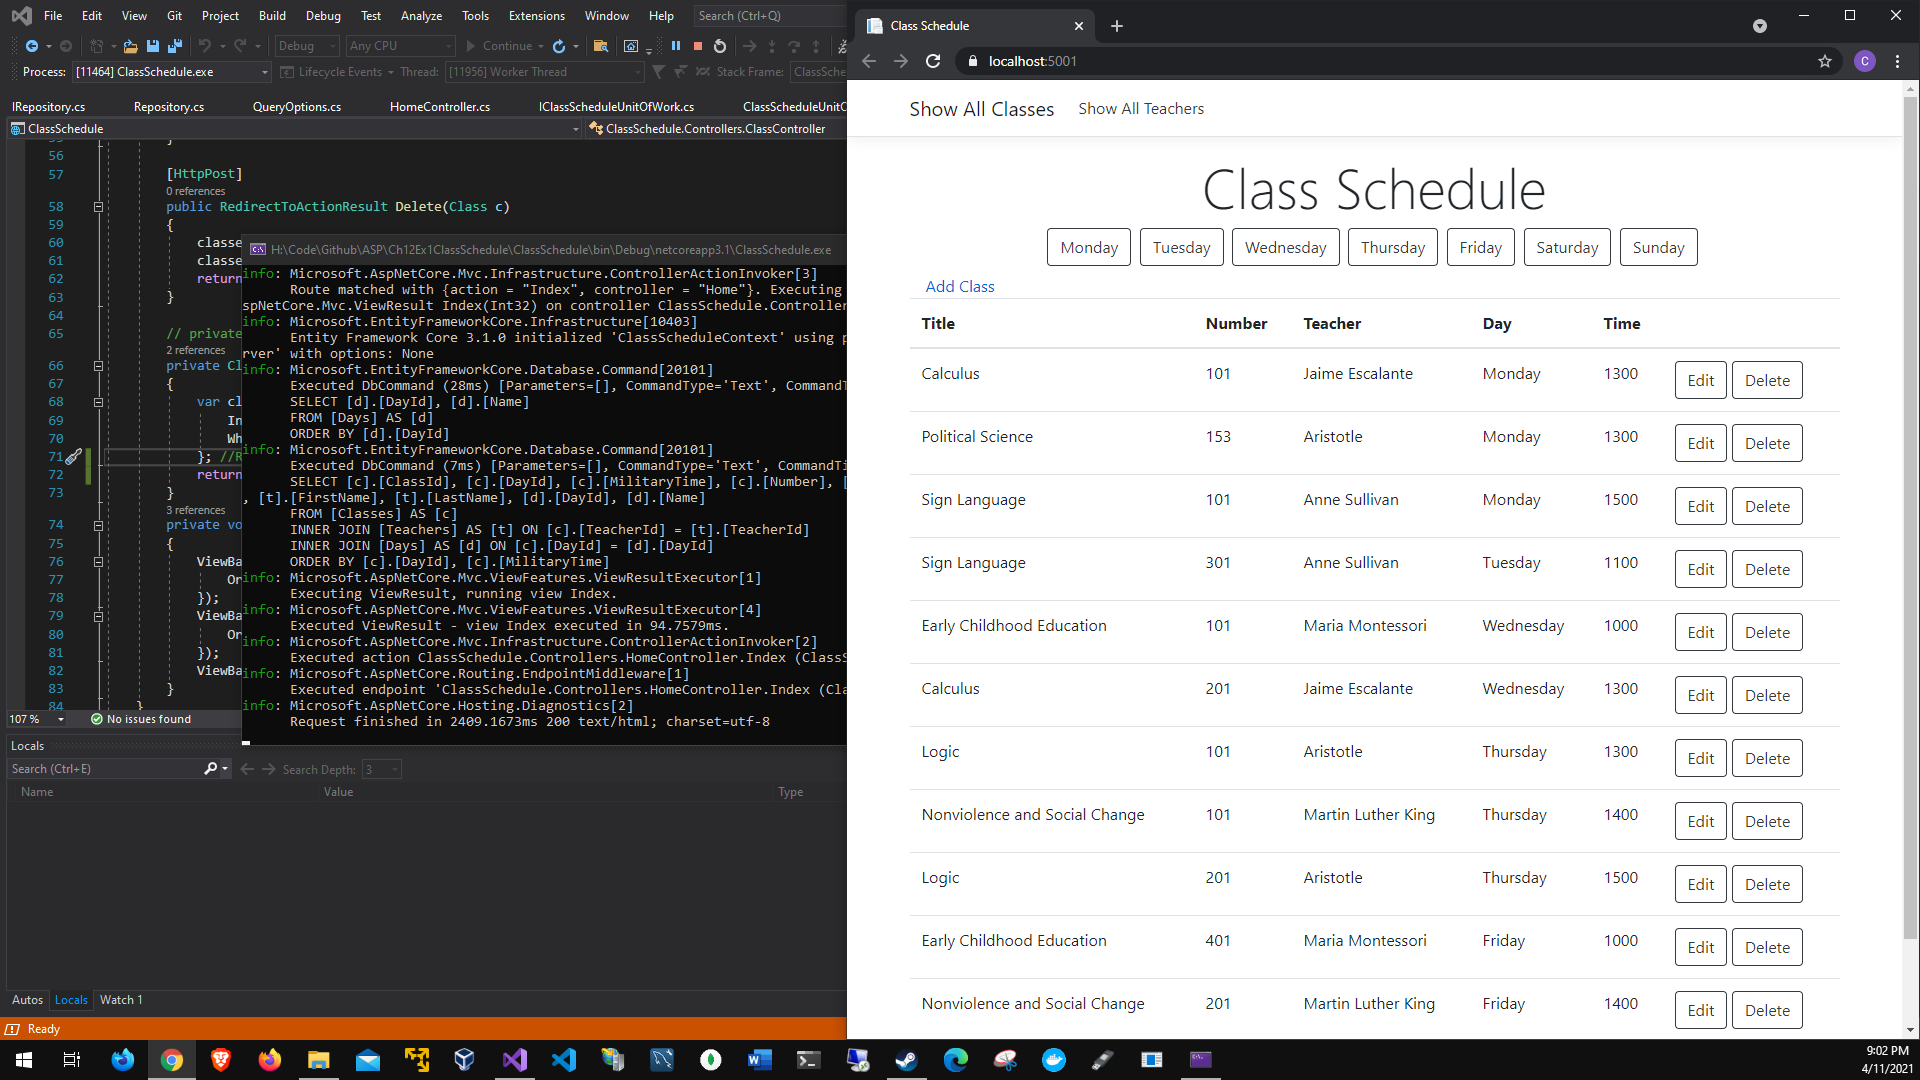 File Edit View Git Project Build Debug Test Analyze Tools Extensions Window Help Search (Ctrl+Q)
Debug Any CPU Continue
Process: [11464] ClassSchedule.exe Lifecycle Events Thread: [11956] Worker Thread Stack Frame: ClassSche
IRepository.cs Repository.cs QueryOptions.cs HomeController.cs IClassScheduleUnitOfWork.cs ClassScheduleUnitC
ClassSchedule ClassSchedule.Controllers.ClassController
56
57 [HttpPost]
0 references
58 public RedirectToActionResult Delete(Class c)
59 {
60 classe
61 classe
62 return
63 }
64
65 // private
2 references
66 private Cl
67 {
68 var cl
69 In
70 Wh
71 }; //R
72 return
73 }
3 references
74 private vo
75 {
76 ViewBa
77 Or
78 });
79 ViewBa
80 Or
81 });
82 ViewBa
83 }
84 }
107 % No issues found
H:\Code\Github\ASP\Ch12Ex1ClassSchedule\ClassSchedule\bin\Debug\netcoreapp3.1\ClassSchedule.exe
info: Microsoft.AspNetCore.Mvc.Infrastructure.ControllerActionInvoker[3]
Route matched with {action = "Index", controller = "Home"}. Executing
spNetCore.Mvc.ViewResult Index(Int32) on controller ClassSchedule.Controller
info: Microsoft.EntityFrameworkCore.Infrastructure[10403]
Entity Framework Core 3.1.0 initialized 'ClassScheduleContext' using p
rver' with options: None
info: Microsoft.EntityFrameworkCore.Database.Command[20101]
Executed DbCommand (28ms) [Parameters=[], CommandType='Text', CommandT
SELECT [d].[DayId], [d].[Name]
FROM [Days] AS [d]
ORDER BY [d].[DayId]
info: Microsoft.EntityFrameworkCore.Database.Command[20101]
Executed DbCommand (7ms) [Parameters=[], CommandType='Text', CommandTi
SELECT [c].[ClassId], [c].[DayId], [c].[MilitaryTime], [c].[Number], [
, [t].[FirstName], [t].[LastName], [d].[DayId], [d].[Name]
FROM [Classes] AS [c]
INNER JOIN [Teachers] AS [t] ON [c].[TeacherId] = [t].[TeacherId]
INNER JOIN [Days] AS [d] ON [c].[DayId] = [d].[DayId]
ORDER BY [c].[DayId], [c].[MilitaryTime]
info: Microsoft.AspNetCore.Mvc.ViewFeatures.ViewResultExecutor[1]
Executing ViewResult, running view Index.
info: Microsoft.AspNetCore.Mvc.ViewFeatures.ViewResultExecutor[4]
Executed ViewResult - view Index executed in 94.7579ms.
info: Microsoft.AspNetCore.Mvc.Infrastructure.ControllerActionInvoker[2]
Executed action ClassSchedule.Controllers.HomeController.Index (ClassS
info: Microsoft.AspNetCore.Routing.EndpointMiddleware[1]
Executed endpoint 'ClassSchedule.Controllers.HomeController.Index (Cla
info: Microsoft.AspNetCore.Hosting.Diagnostics[2]
Request finished in 2409.1673ms 200 text/html; charset=utf-8
Locals
Search (Ctrl+E) Search Depth: 3
Name Value Type
Autos Locals Watch 1
Ready
Class Schedule
localhost:5001 C
Show All Classes Show All Teachers
Class Schedule
Monday Tuesday Wednesday Thursday Friday Saturday Sunday
Add Class
Title Number Teacher Day Time
Calculus 101 Jaime Escalante Monday 1300 Edit Delete
Political Science 153 Aristotle Monday 1300 Edit Delete
Sign Language 101 Anne Sullivan Monday 1500 Edit Delete
Sign Language 301 Anne Sullivan Tuesday 1100 Edit Delete
Early Childhood Education 101 Maria Montessori Wednesday 1000 Edit Delete
Calculus 201 Jaime Escalante Wednesday 1300 Edit Delete
Logic 101 Aristotle Thursday 1300 Edit Delete
Nonviolence and Social Change 101 Martin Luther King Thursday 1400 Edit Delete
Logic 201 Aristotle Thursday 1500 Edit Delete
Early Childhood Education 401 Maria Montessori Friday 1000 Edit Delete
Nonviolence and Social Change 201 Martin Luther King Friday 1400 Edit Delete
9:02 PM
4/11/2021